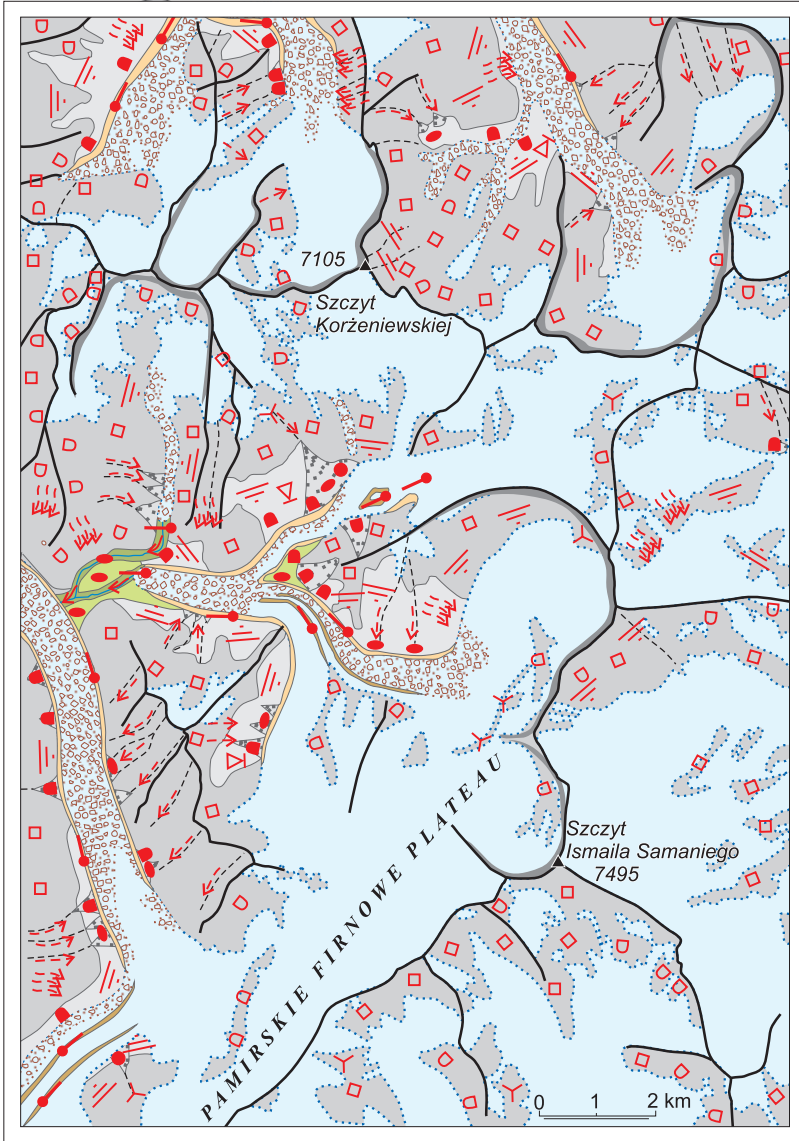 7105
Szczyt
Korżeniewskiej
Szczyt
Ismaila Samaniego
7495
PAMIRSKIE FIRNOWE PLATEAU
0 1 2 km